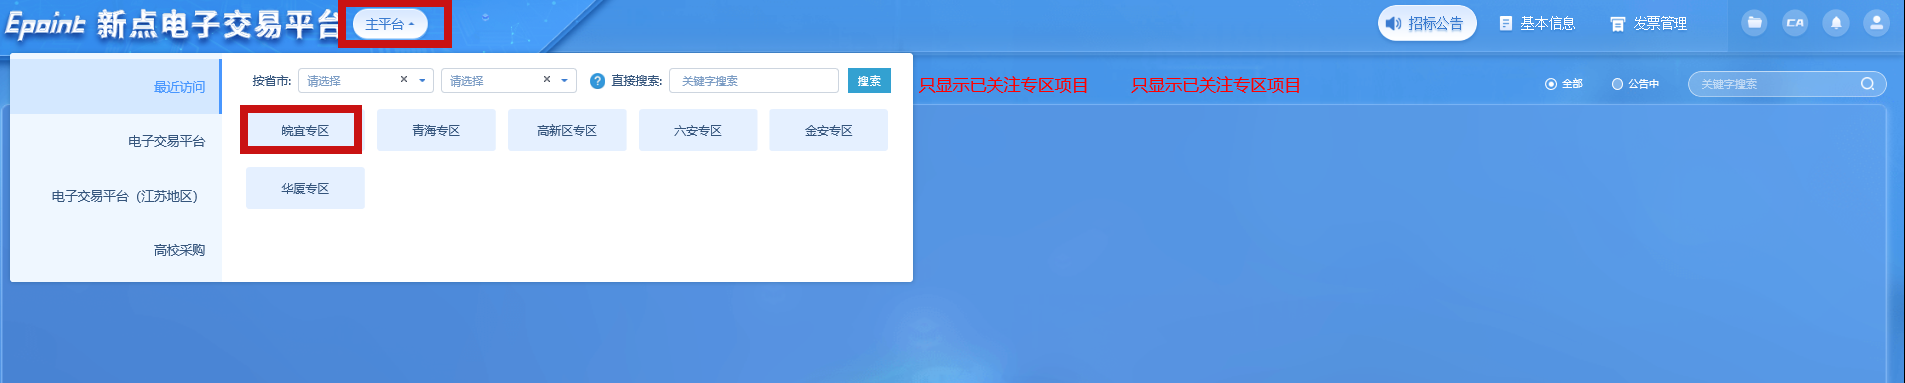 Epoint 新点电子交易平台 主平台 招标公告 基本信息 发票管理 CA
最近访问 按省市: 请选择 请选择 ? 直接搜索: 关键字搜索 搜索 只显示已关注专区项目 只显示已关注专区项目 全部 公告中 关键字搜索
皖宜专区 青海专区 高新区专区 六安专区 金安专区
电子交易平台
电子交易平台（江苏地区） 华厦专区
高校采购